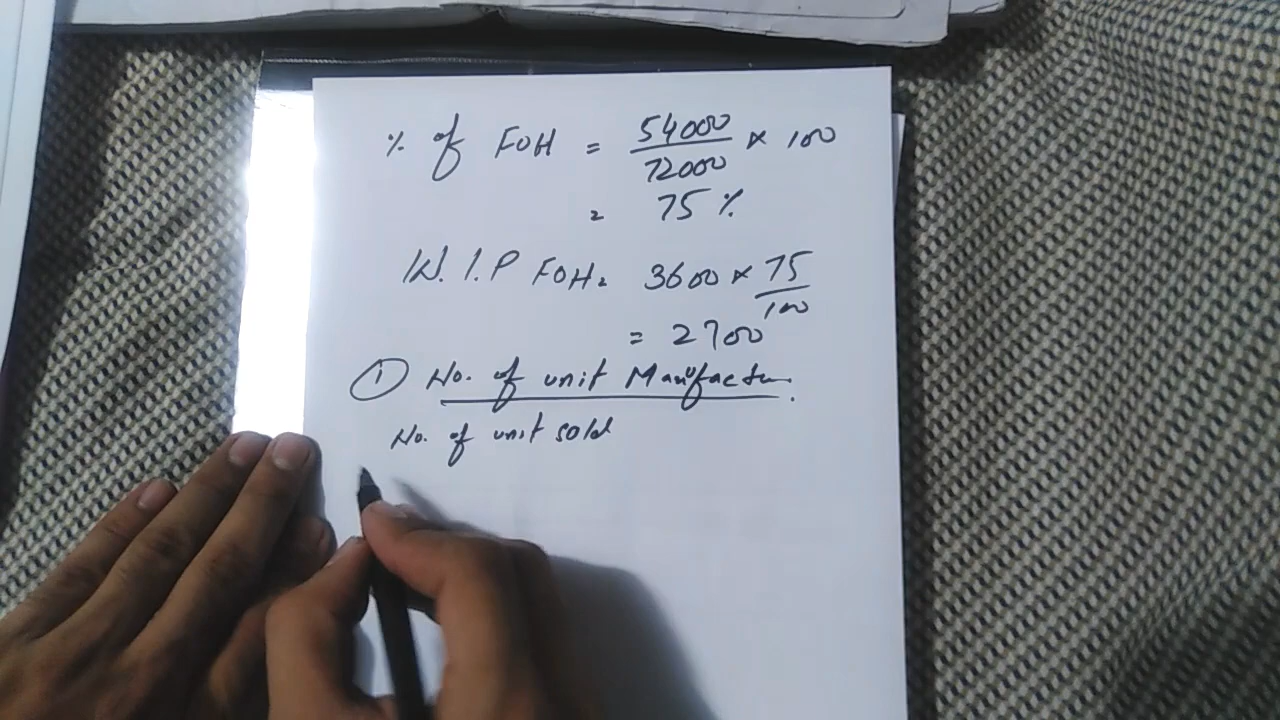 % of FOH = 54000/72000 × 100
= 75 %
W.I.P FOH = 3600 × 75/100
= 2700
① No. of unit Manufactur.
No. of unit sold